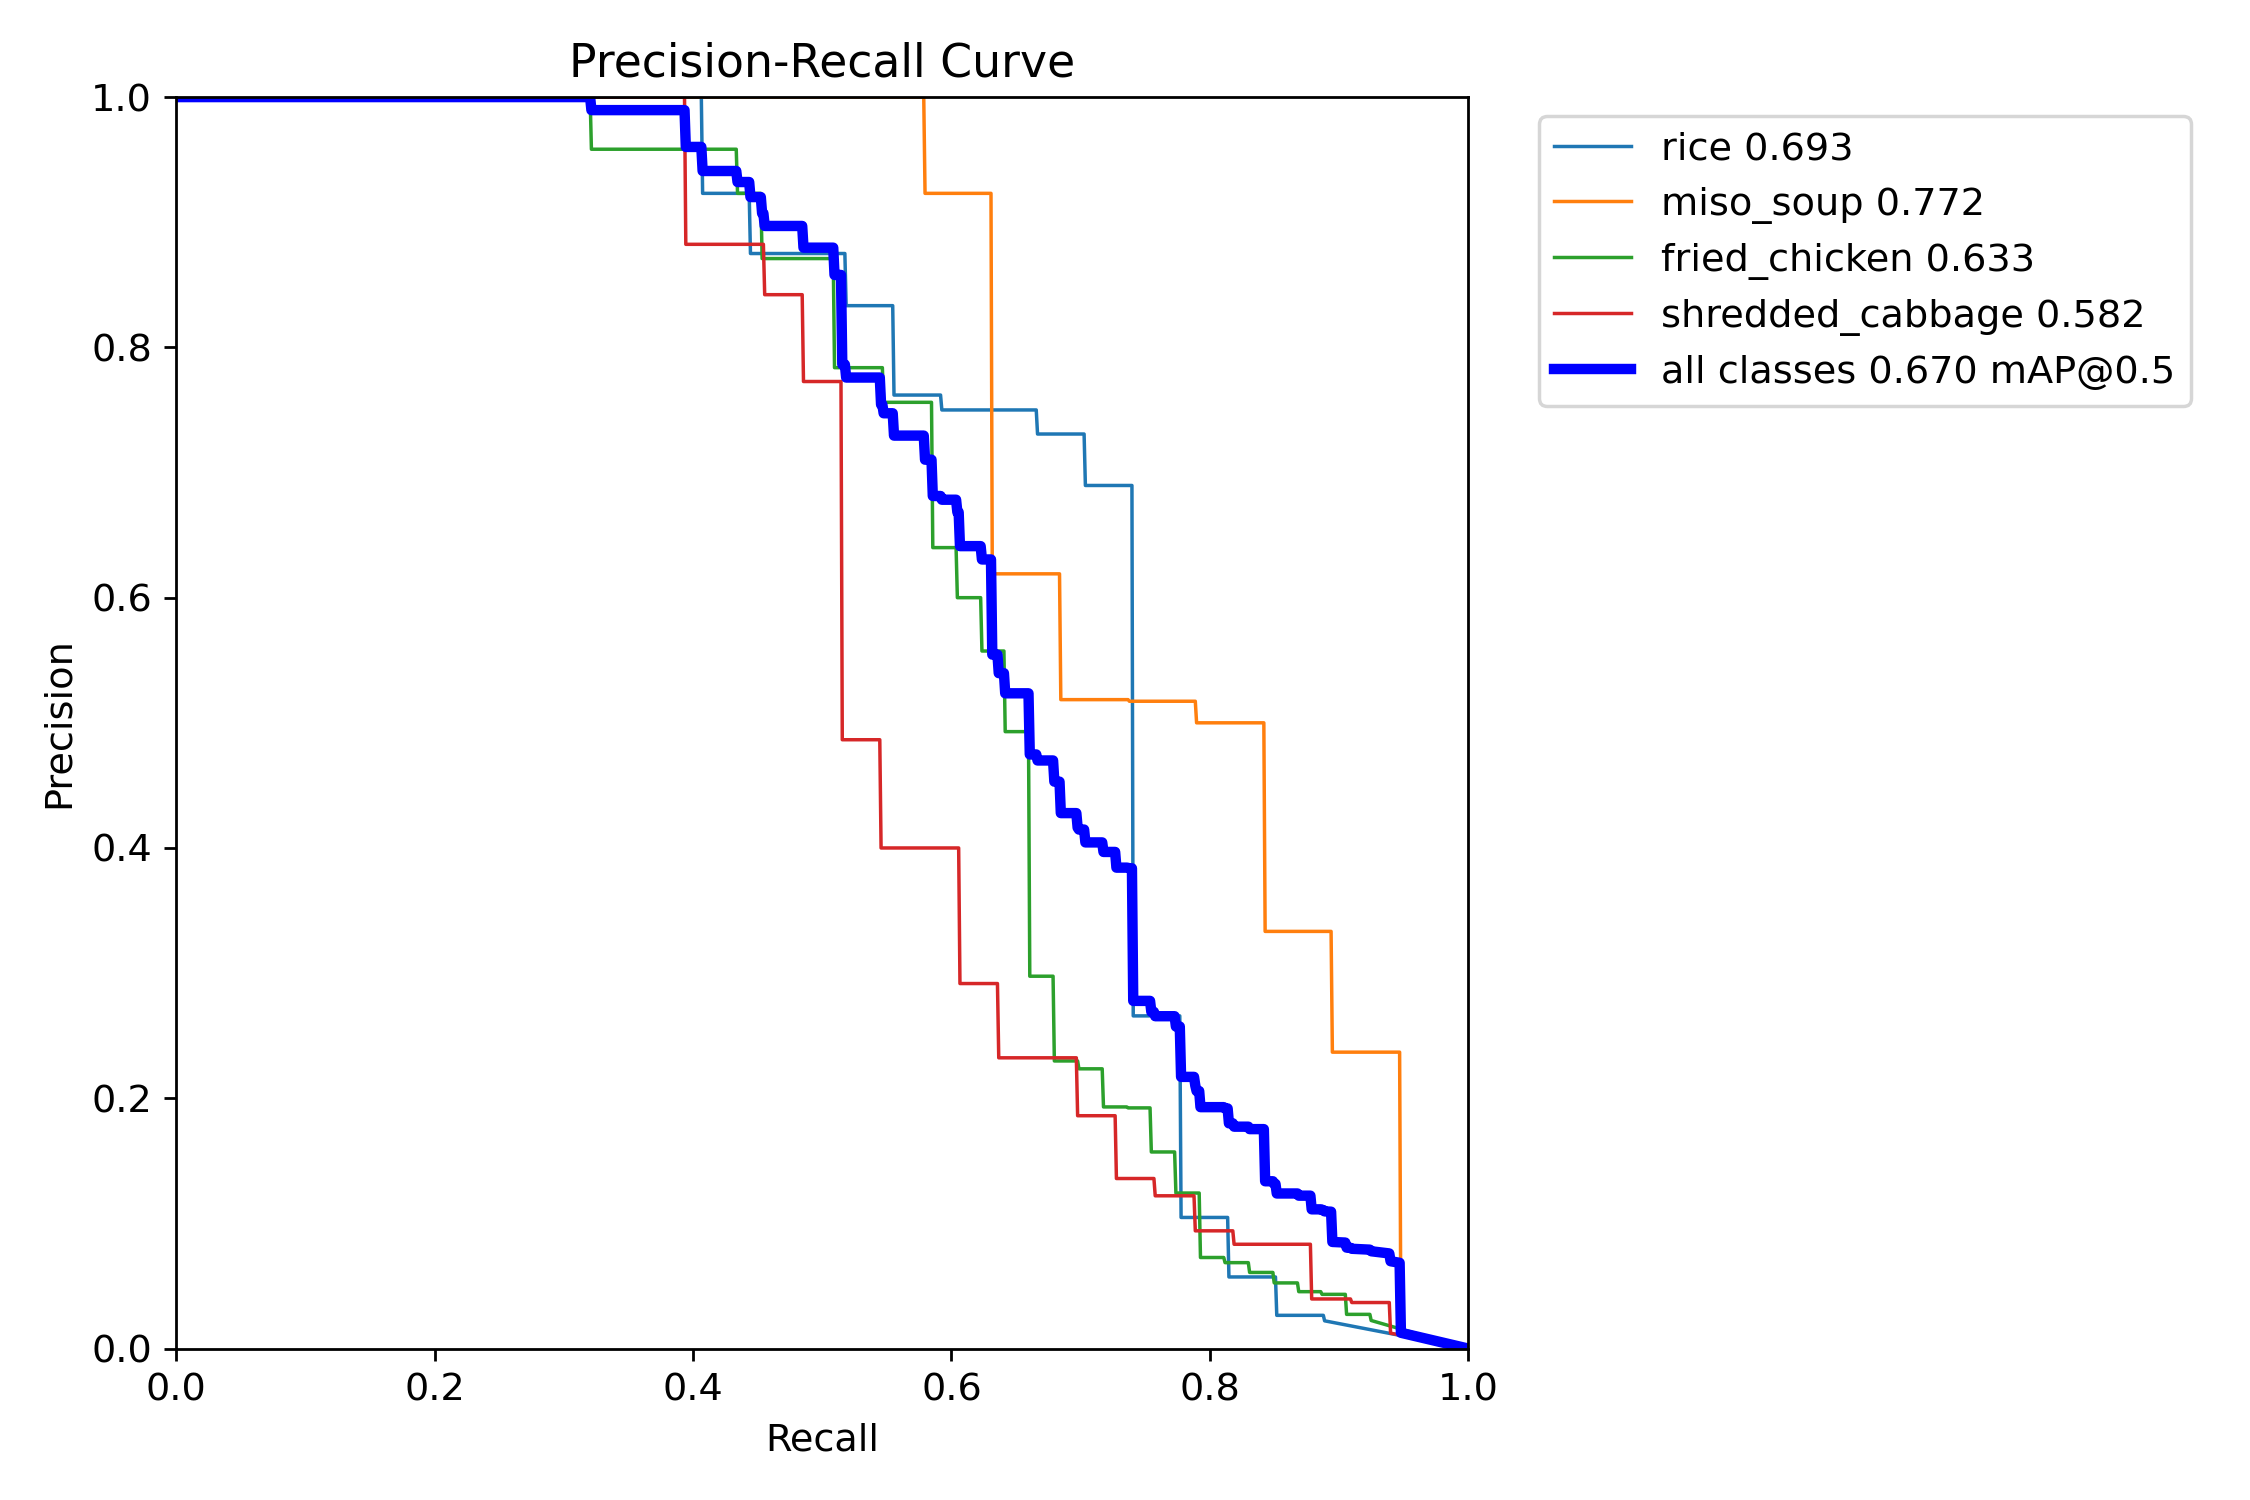 Precision-Recall Curve
1.0
0.8
0.6
0.4
0.2
0.0
Precision
0.0 0.2 0.4 0.6 0.8 1.0
Recall
rice 0.693
miso_soup 0.772
fried_chicken 0.633
shredded_cabbage 0.582
all classes 0.670 mAP@0.5